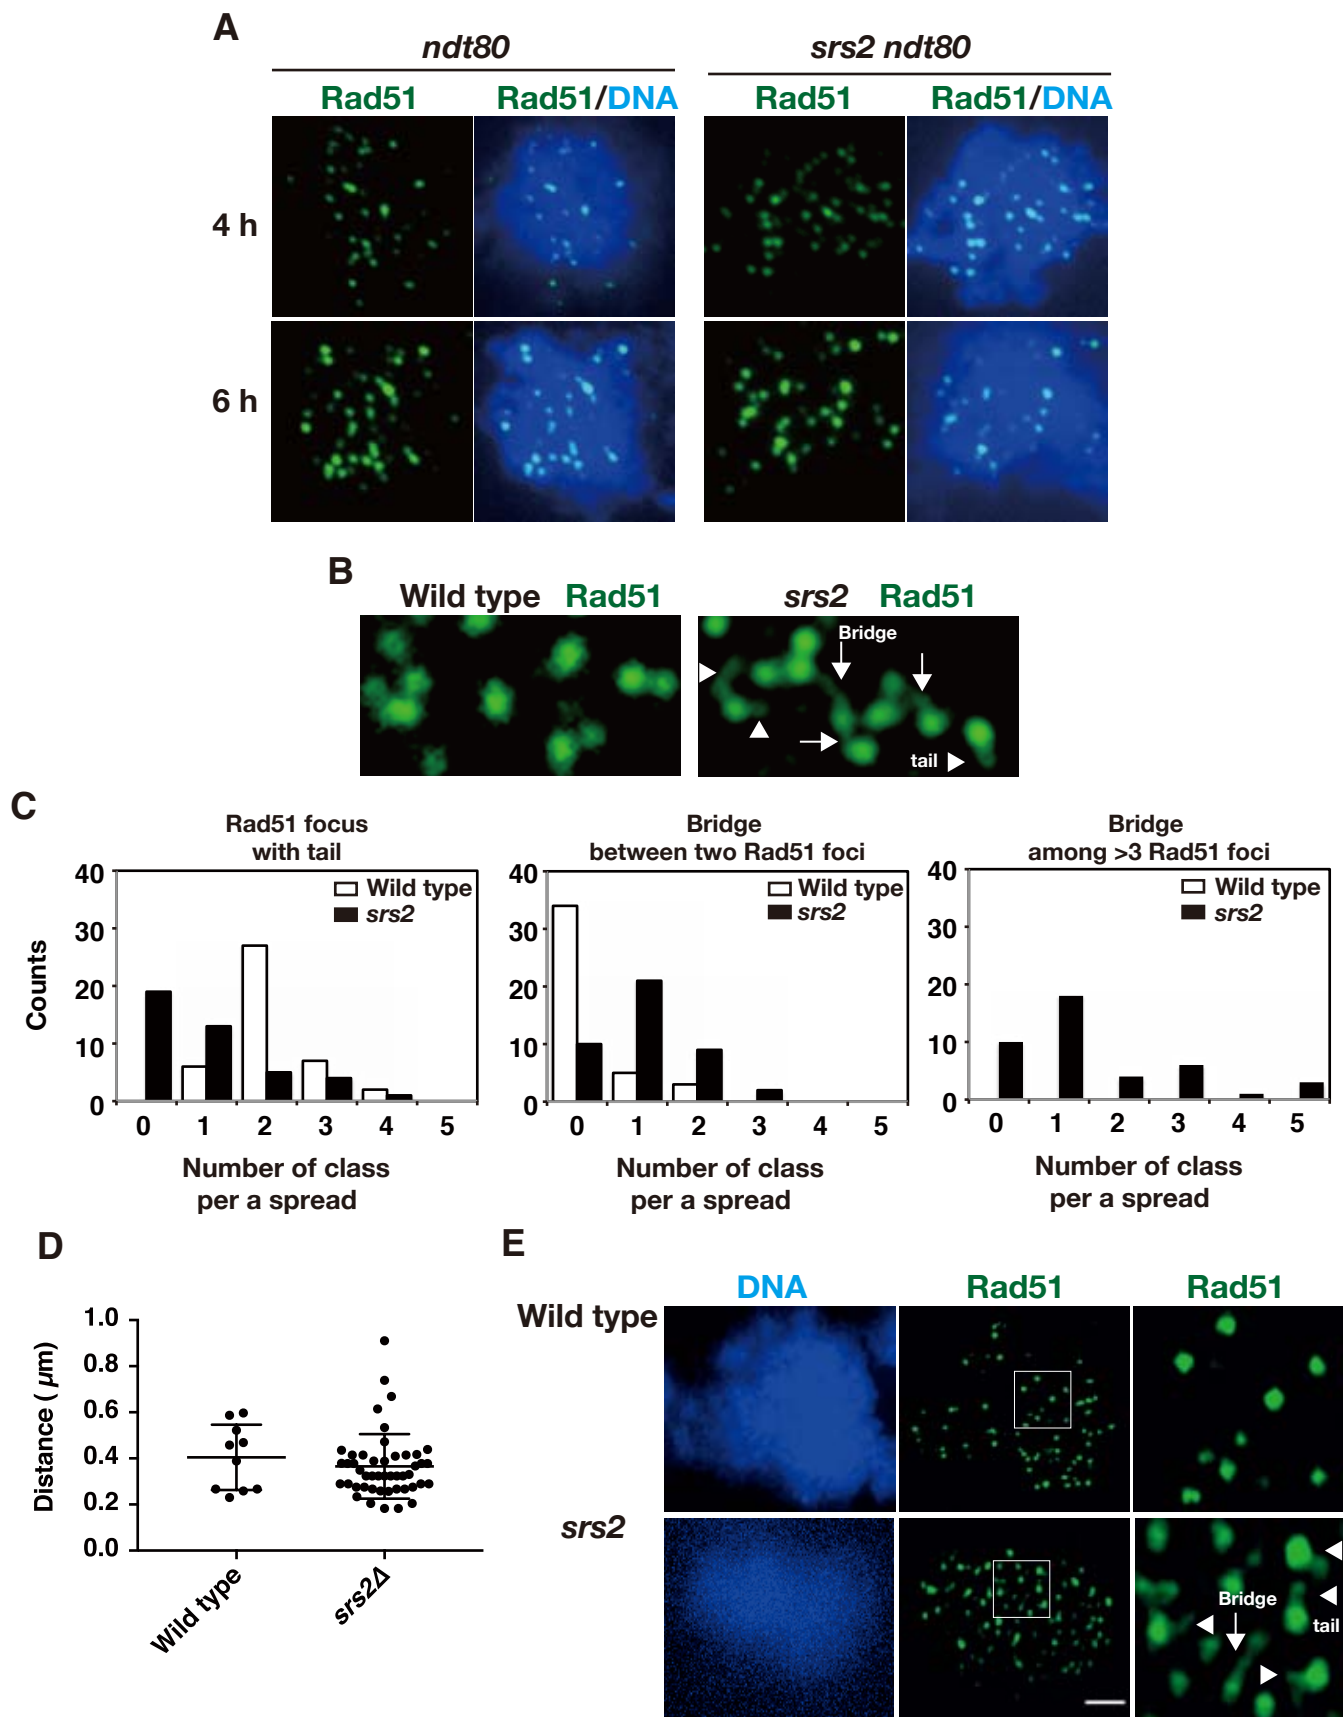 A
ndt80
srs2 ndt80
Rad51
Rad51/DNA
Rad51
Rad51/DNA
4 h
6 h
B
Wild type Rad51
srs2 Rad51
Bridge
tail
C
Rad51 focus
with tail
Bridge
between two Rad51 foci
Bridge
among >3 Rad51 foci
Counts
40
30
20
10
0
Wild type
srs2
0 1 2 3 4 5
Number of class
per a spread
40
30
20
10
0
Wild type
srs2
0 1 2 3 4 5
Number of class
per a spread
40
30
20
10
0
Wild type
srs2
0 1 2 3 4 5
Number of class
per a spread
D
Distance ( µm)
1.0
0.8
0.6
0.4
0.2
0.0
Wild type
srs2Δ
E
DNA
Rad51
Rad51
Wild type
srs2
Bridge
tail